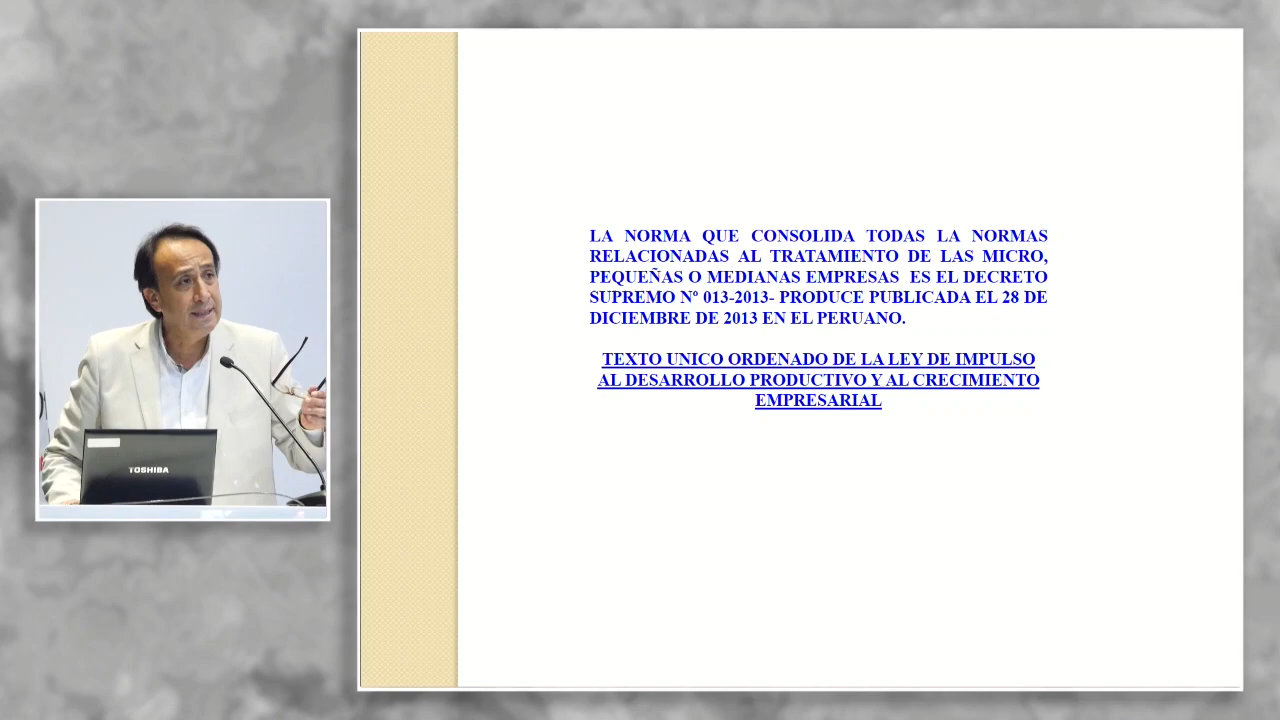 TOSHIBA
LA NORMA QUE CONSOLIDA TODAS LA NORMAS
RELACIONADAS AL TRATAMIENTO DE LAS MICRO,
PEQUEÑAS O MEDIANAS EMPRESAS ES EL DECRETO
SUPREMO Nº 013-2013- PRODUCE PUBLICADA EL 28 DE
DICIEMBRE DE 2013 EN EL PERUANO.
TEXTO UNICO ORDENADO DE LA LEY DE IMPULSO
AL DESARROLLO PRODUCTIVO Y AL CRECIMIENTO
EMPRESARIAL